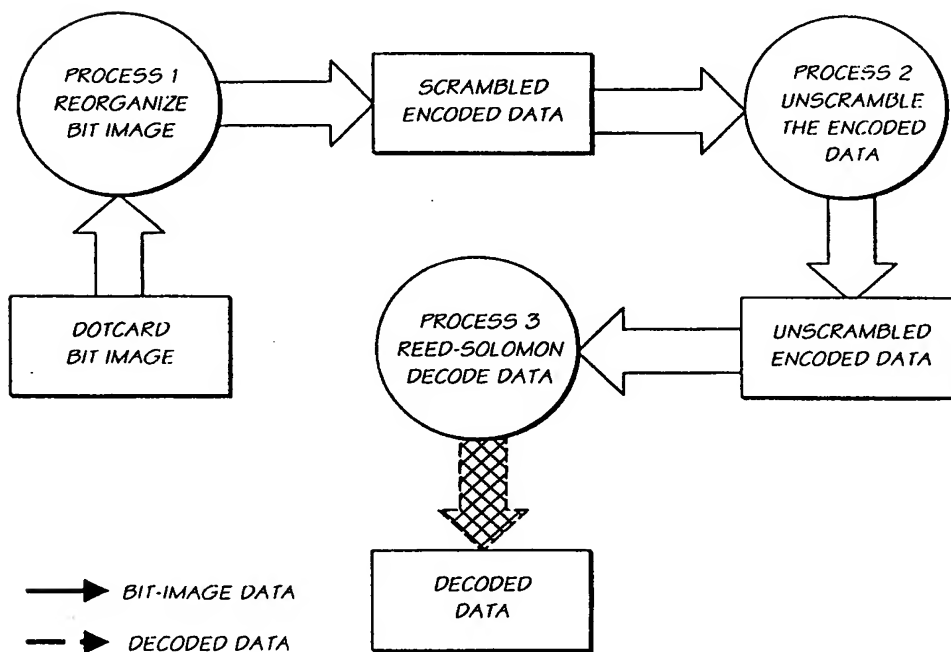 PROCESS 1
REORGANIZE
BIT IMAGE
SCRAMBLED
ENCODED DATA
PROCESS 2
UNSCRAMBLE
THE ENCODED
DATA
DOTCARD
BIT IMAGE
PROCESS 3
REED-SOLOMON
DECODE DATA
UNSCRAMBLED
ENCODED DATA
DECODED
DATA
BIT-IMAGE DATA
DECODED DATA